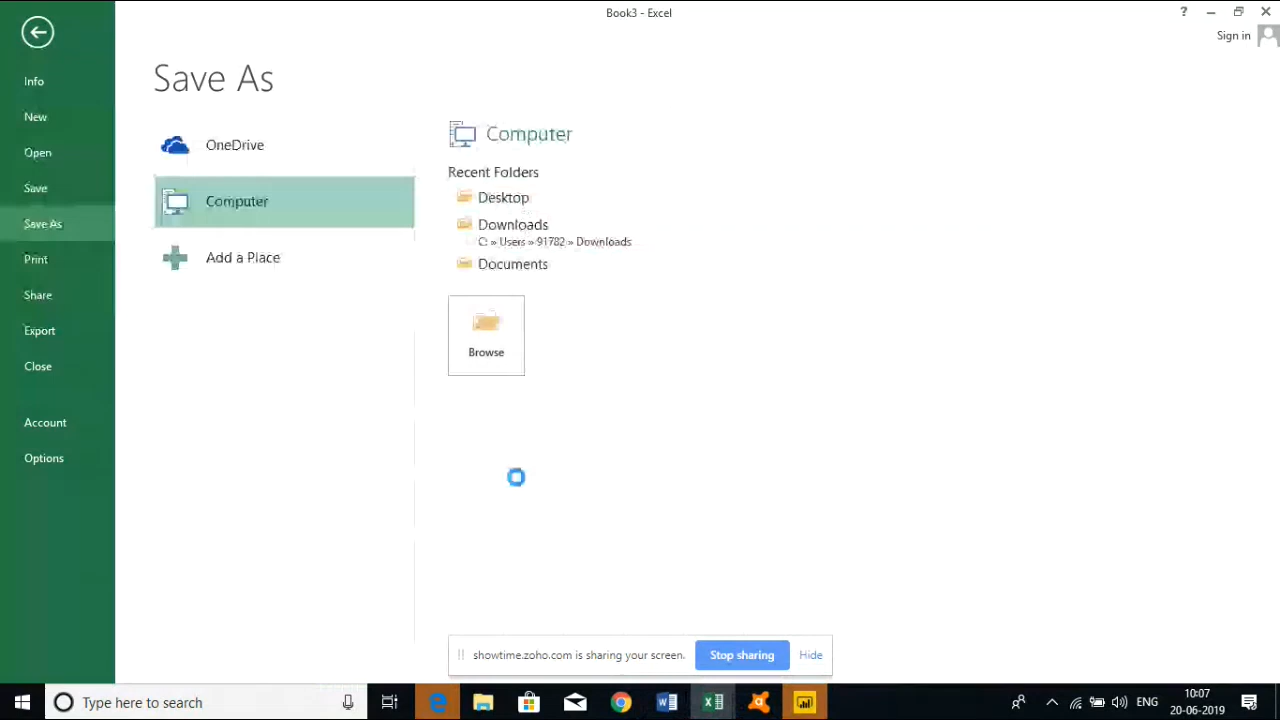 Book3 - Excel
?
Sign in
Info
New
Open
Save
Save As
Print
Share
Export
Close
Account
Options
Save As
OneDrive
Computer
Add a Place
Computer
Recent Folders
Desktop
Downloads
C: » Users » 91782 » Downloads
Documents
Browse
showtime.zoho.com is sharing your screen.
Stop sharing
Hide
Type here to search
ENG
10:07
20-06-2019